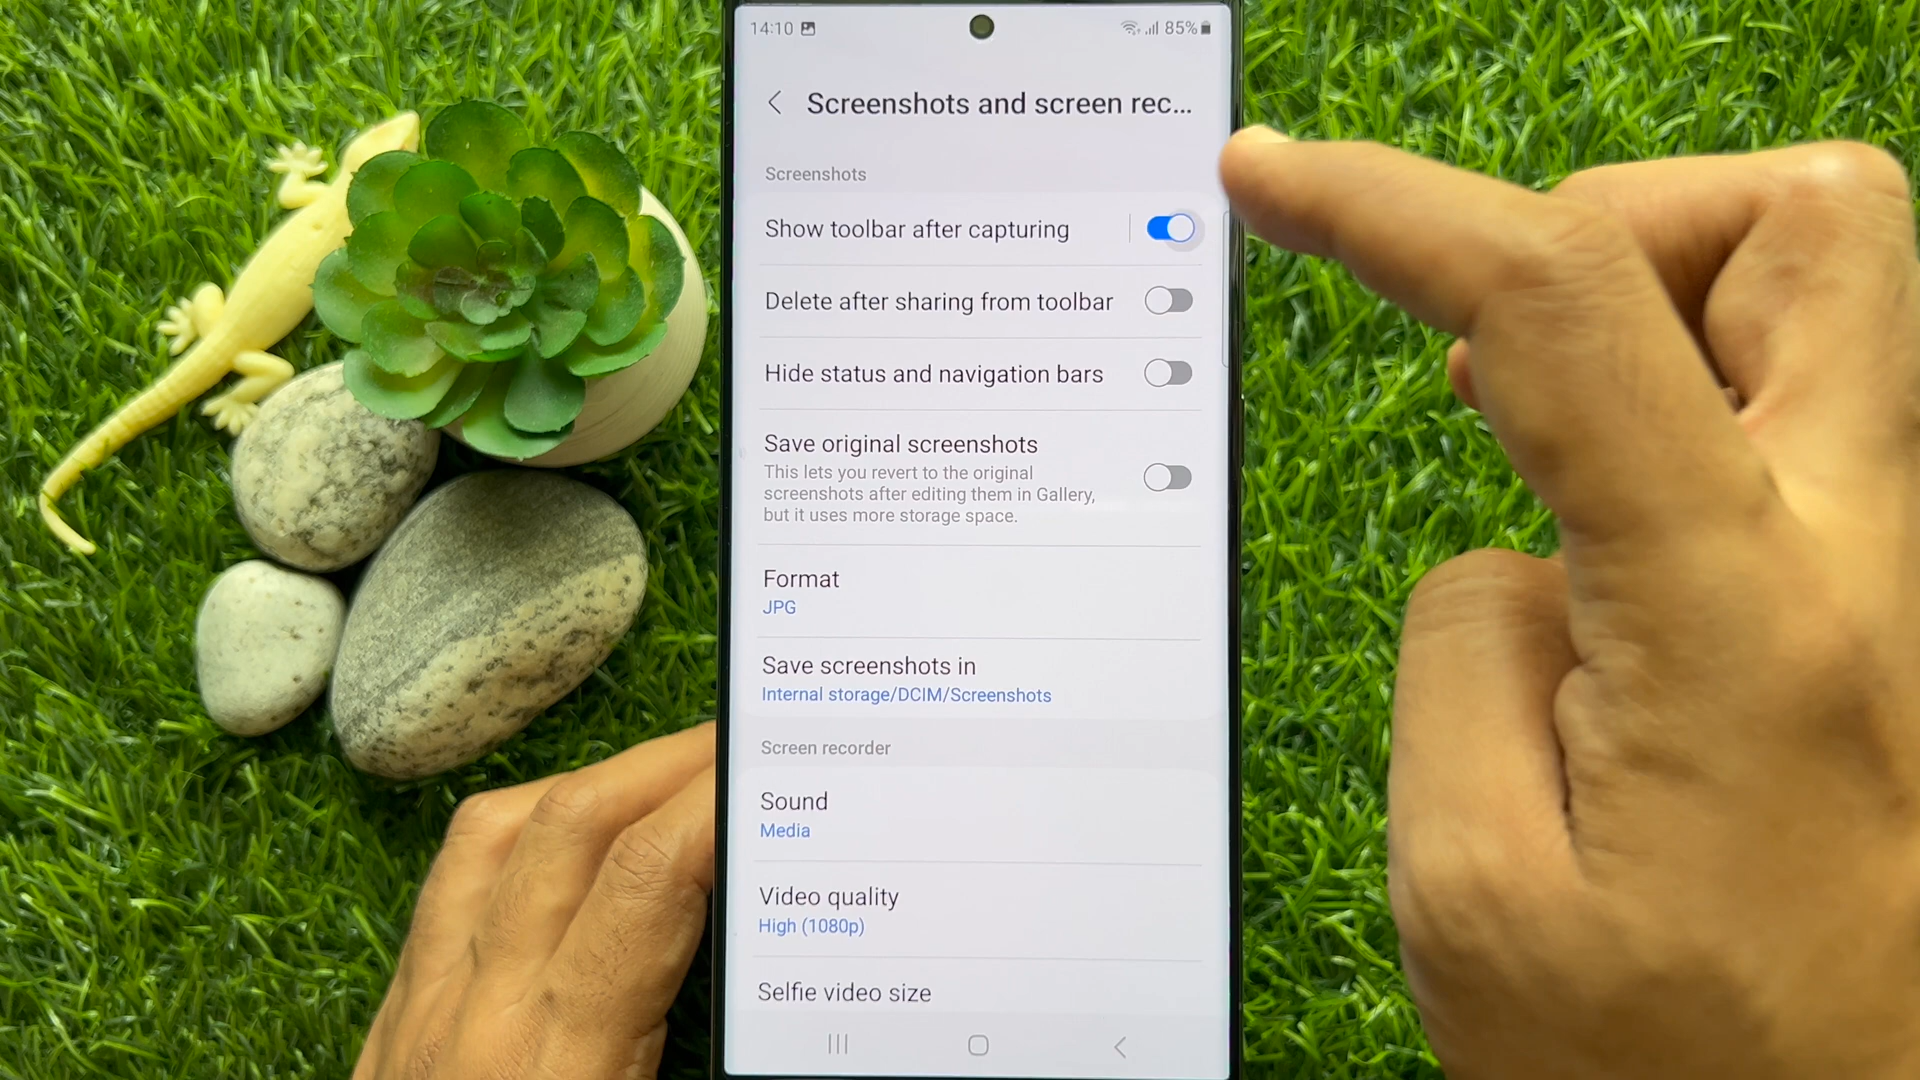 14:10 85%
Screenshots and screen rec...
Screenshots
Show toolbar after capturing
Delete after sharing from toolbar
Hide status and navigation bars
Save original screenshots
This lets you revert to the original
screenshots after editing them in Gallery,
but it uses more storage space.
Format
JPG
Save screenshots in
Internal storage/DCIM/Screenshots
Screen recorder
Sound
Media
Video quality
High (1080p)
Selfie video size